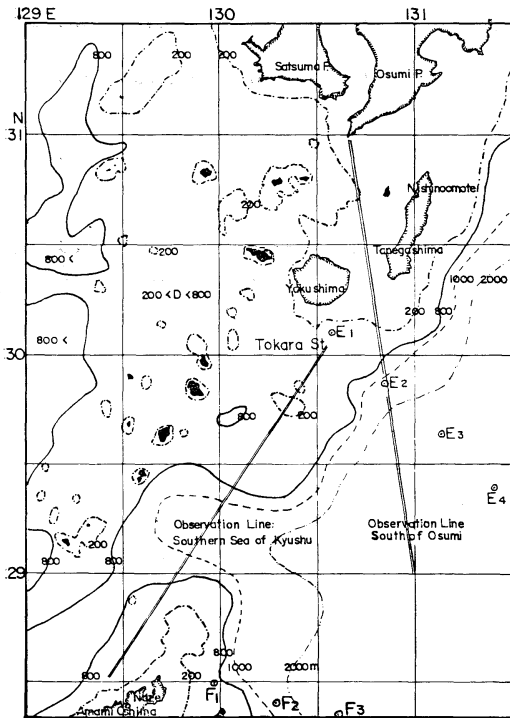 129 E 130 131
800 200 200
Satsuma P.
Osumi P.
N
31
Nishinoomote
200
Tanegashima
800 <
200
Yakushima
1000 2000
200 < D < 800
200 800
800 <
E1
Tokara St.
30
E2
800
200
E3
E4
Observation Line:
Southern Sea of Kyushu
Observation Line
South of Osumi
200
29
800 800
800
1000 2000 m
800 200
F1
Naze
F2
F3
Amami Oshima